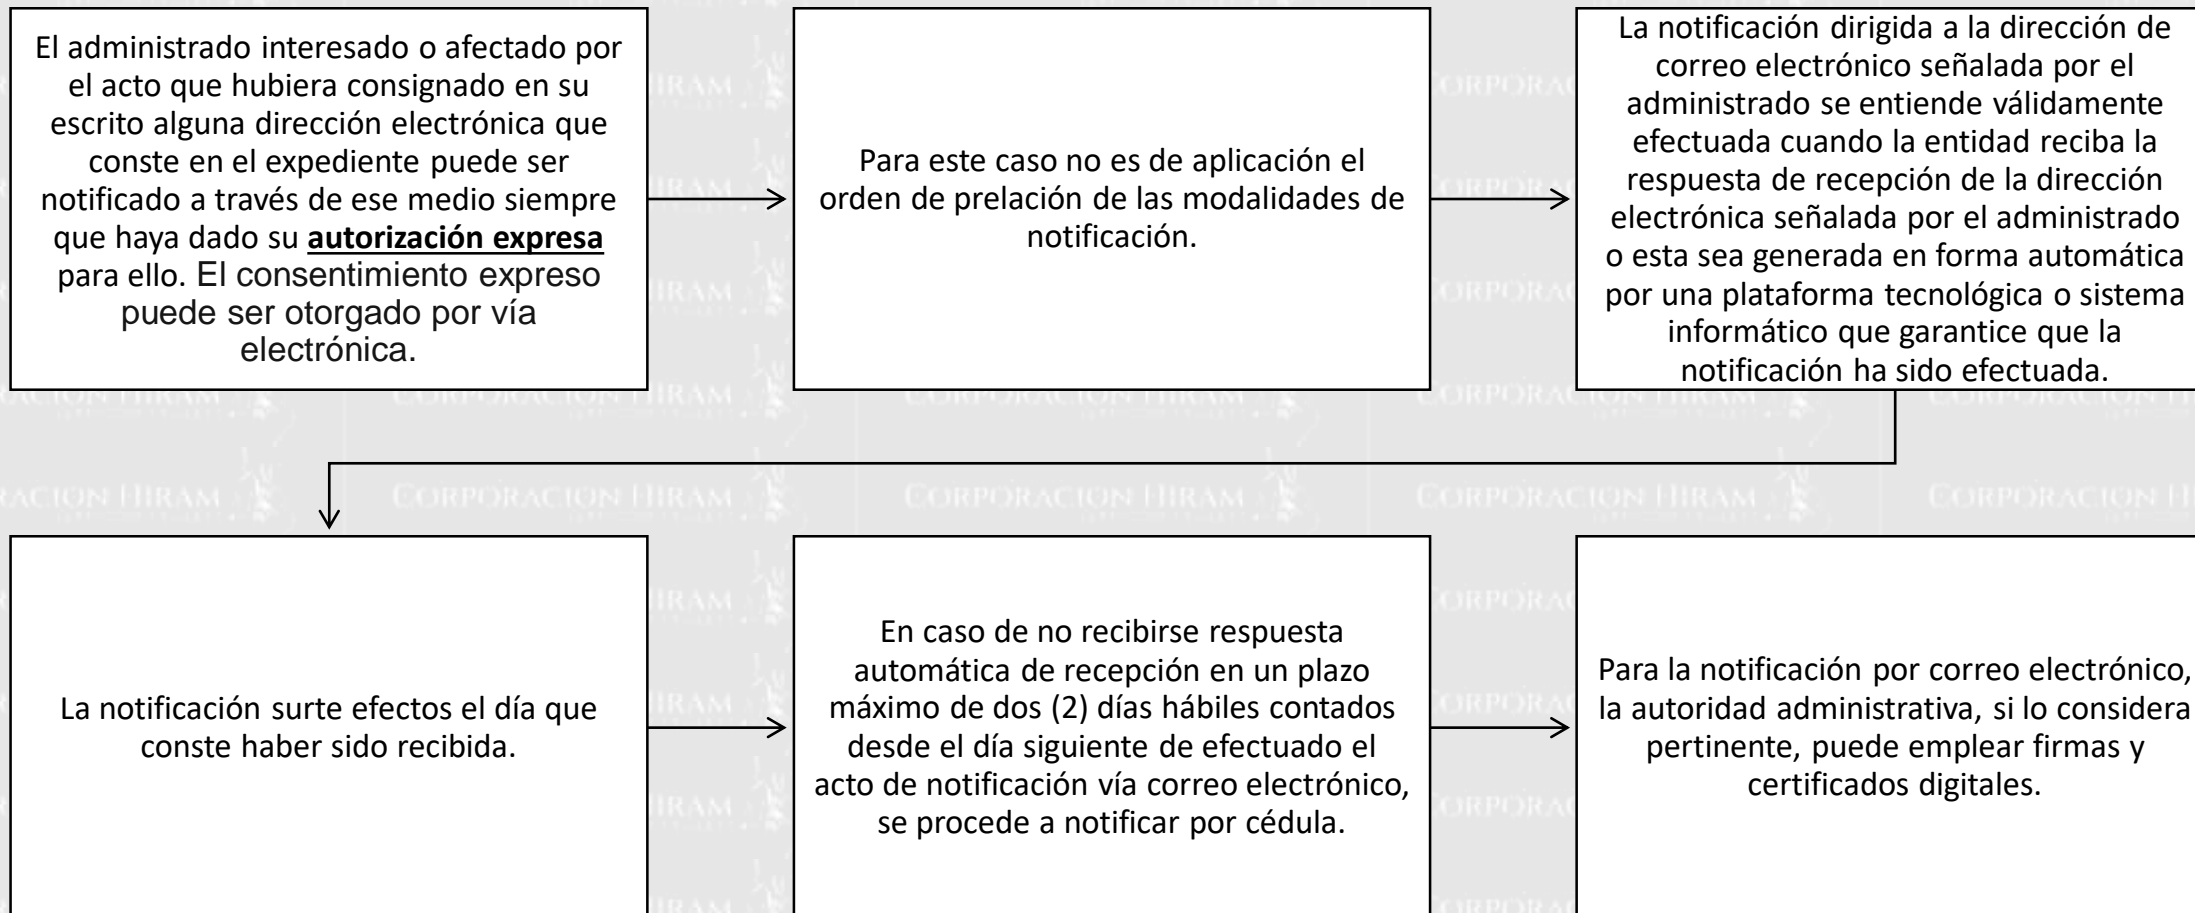 El administrado interesado o afectado por
el acto que hubiera consignado en su
escrito alguna dirección electrónica que
conste en el expediente puede ser
notificado a través de ese medio siempre
que haya dado su autorización expresa
para ello. El consentimiento expreso
puede ser otorgado por vía
electrónica.
Para este caso no es de aplicación el
orden de prelación de las modalidades de
notificación.
La notificación dirigida a la dirección de
correo electrónico señalada por el
administrado se entiende válidamente
efectuada cuando la entidad reciba la
respuesta de recepción de la dirección
electrónica señalada por el administrado
o esta sea generada en forma automática
por una plataforma tecnológica o sistema
informático que garantice que la
notificación ha sido efectuada.
La notificación surte efectos el día que
conste haber sido recibida.
En caso de no recibirse respuesta
automática de recepción en un plazo
máximo de dos (2) días hábiles contados
desde el día siguiente de efectuado el
acto de notificación vía correo electrónico,
se procede a notificar por cédula.
Para la notificación por correo electrónico,
la autoridad administrativa, si lo considera
pertinente, puede emplear firmas y
certificados digitales.
CORPORACION HIRAM
CORPORACION HIRAM
CORPORACION HIRAM